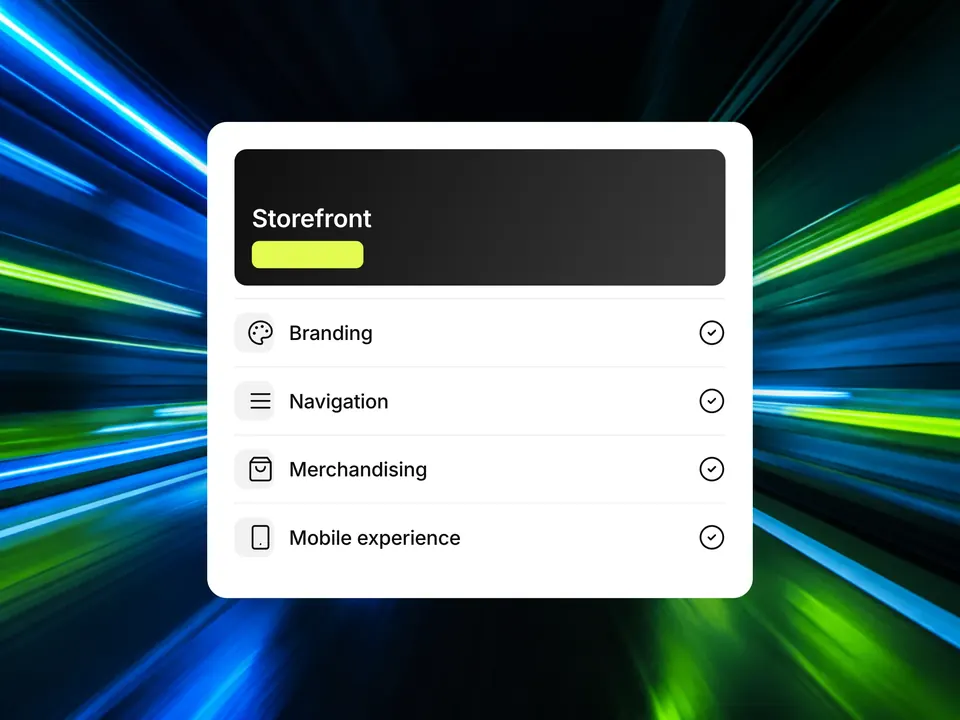 Storefront
Branding
Navigation
Merchandising
Mobile experience